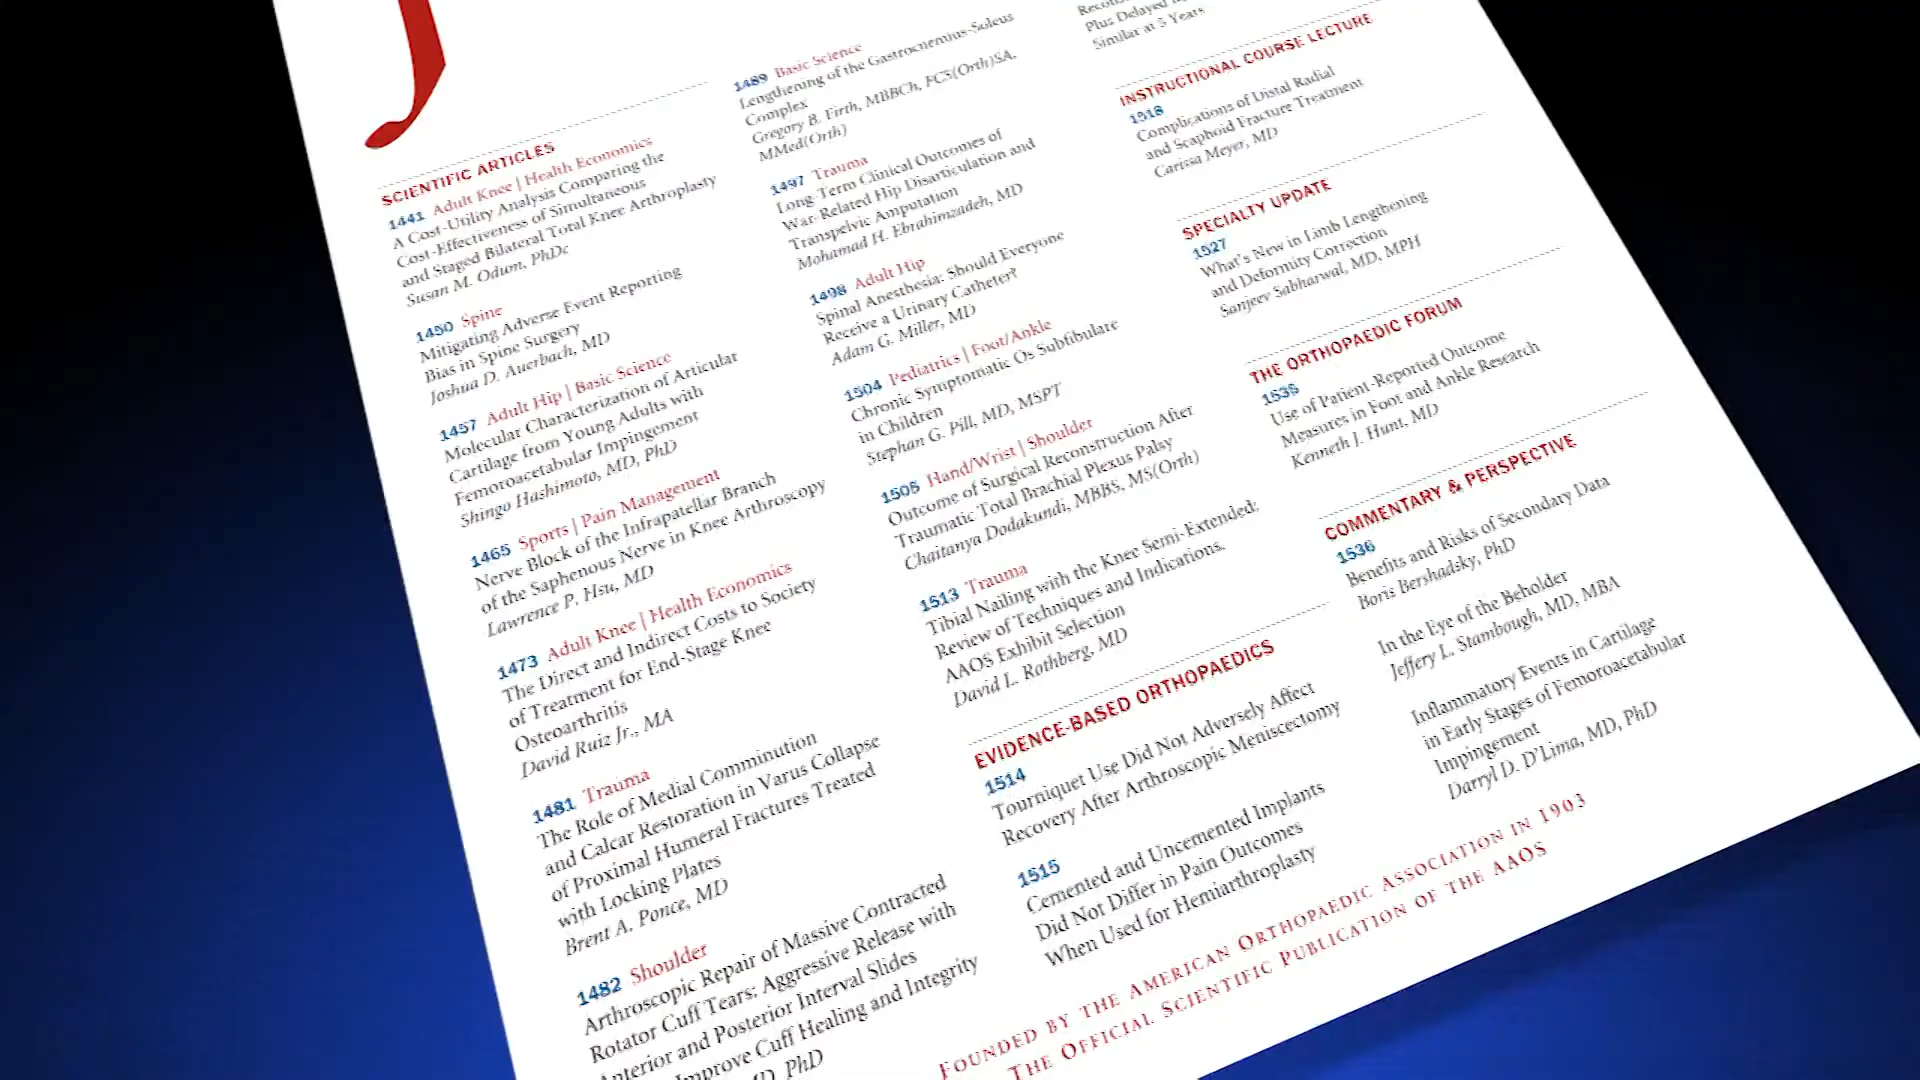 J
SCIENTIFIC ARTICLES
1441 Adult Knee | Health Economics
A Cost-Utility Analysis Comparing the
Cost-Effectiveness of Simultaneous
and Staged Bilateral Total Knee Arthroplasty
Susan M. Odum, PhDc
1450 Spine
Mitigating Adverse Event Reporting
Bias in Spine Surgery
Joshua D. Auerbach, MD
1457 Adult Hip | Basic Science
Molecular Characterization of Articular
Cartilage from Young Adults with
Femoroacetabular Impingement
Shingo Hashimoto, MD, PhD
1465 Sports | Pain Management
Nerve Block of the Infrapatellar Branch
of the Saphenous Nerve in Knee Arthroscopy
Lawrence P. Hsu, MD
1473 Adult Knee | Health Economics
The Direct and Indirect Costs to Society
of Treatment for End-Stage Knee
Osteoarthritis
David Ruiz Jr., MA
1481 Trauma
The Role of Medial Comminution
and Calcar Restoration in Varus Collapse
of Proximal Humeral Fractures Treated
with Locking Plates
Brent A. Ponce, MD
1482 Shoulder
Arthroscopic Repair of Massive Contracted
Rotator Cuff Tears: Aggressive Release with
Anterior and Posterior Interval Slides
Improve Cuff Healing and Integrity
PhD
1489 Basic Science
Lengthening of the Gastrocnemius-Soleus
Complex
Gregory B. Firth, MBBCh, FCS(Orth)SA,
MMed(Orth)
1497 Trauma
Long-Term Clinical Outcomes of
War-Related Hip Disarticulation and
Transpelvic Amputation
Mohamad H. Ebrahimzadeh, MD
1498 Adult Hip
Spinal Anesthesia: Should Everyone
Receive a Urinary Catheter?
Adam G. Miller, MD
1504 Pediatrics | Foot/Ankle
Chronic Symptomatic Os Subfibulare
in Children
Stephan G. Pill, MD, MSPT
1505 Hand/Wrist | Shoulder
Outcome of Surgical Reconstruction After
Traumatic Total Brachial Plexus Palsy
Chaitanya Dodakundi, MBBS, MS(Orth)
1513 Trauma
Tibial Nailing with the Knee Semi-Extended:
Review of Techniques and Indications.
AAOS Exhibit Selection
David L. Rothberg, MD
EVIDENCE-BASED ORTHOPAEDICS
1514
Tourniquet Use Did Not Adversely Affect
Recovery After Arthroscopic Meniscectomy
1515
Cemented and Uncemented Implants
Did Not Differ in Pain Outcomes
When Used for Hemiarthroplasty
Plus Delayed
Similar at 5 Years
INSTRUCTIONAL COURSE LECTURE
1518
Complications of Distal Radial
and Scaphoid Fracture Treatment
Carissa Meyer, MD
SPECIALTY UPDATE
1527
What's New in Limb Lengthening
and Deformity Correction
Sanjeev Sabharwal, MD, MPH
THE ORTHOPAEDIC FORUM
1535
Use of Patient-Reported Outcome
Measures in Foot and Ankle Research
Kenneth J. Hunt, MD
COMMENTARY & PERSPECTIVE
1536
Benefits and Risks of Secondary Data
Boris Bershadsky, PhD
In the Eye of the Beholder
Jeffery L. Stambough, MD, MBA
Inflammatory Events in Cartilage
in Early Stages of Femoroacetabular
Impingement
Darryl D. D'Lima, MD, PhD
FOUNDED BY THE AMERICAN ORTHOPAEDIC ASSOCIATION IN 1903
THE OFFICIAL SCIENTIFIC PUBLICATION OF THE AAOS